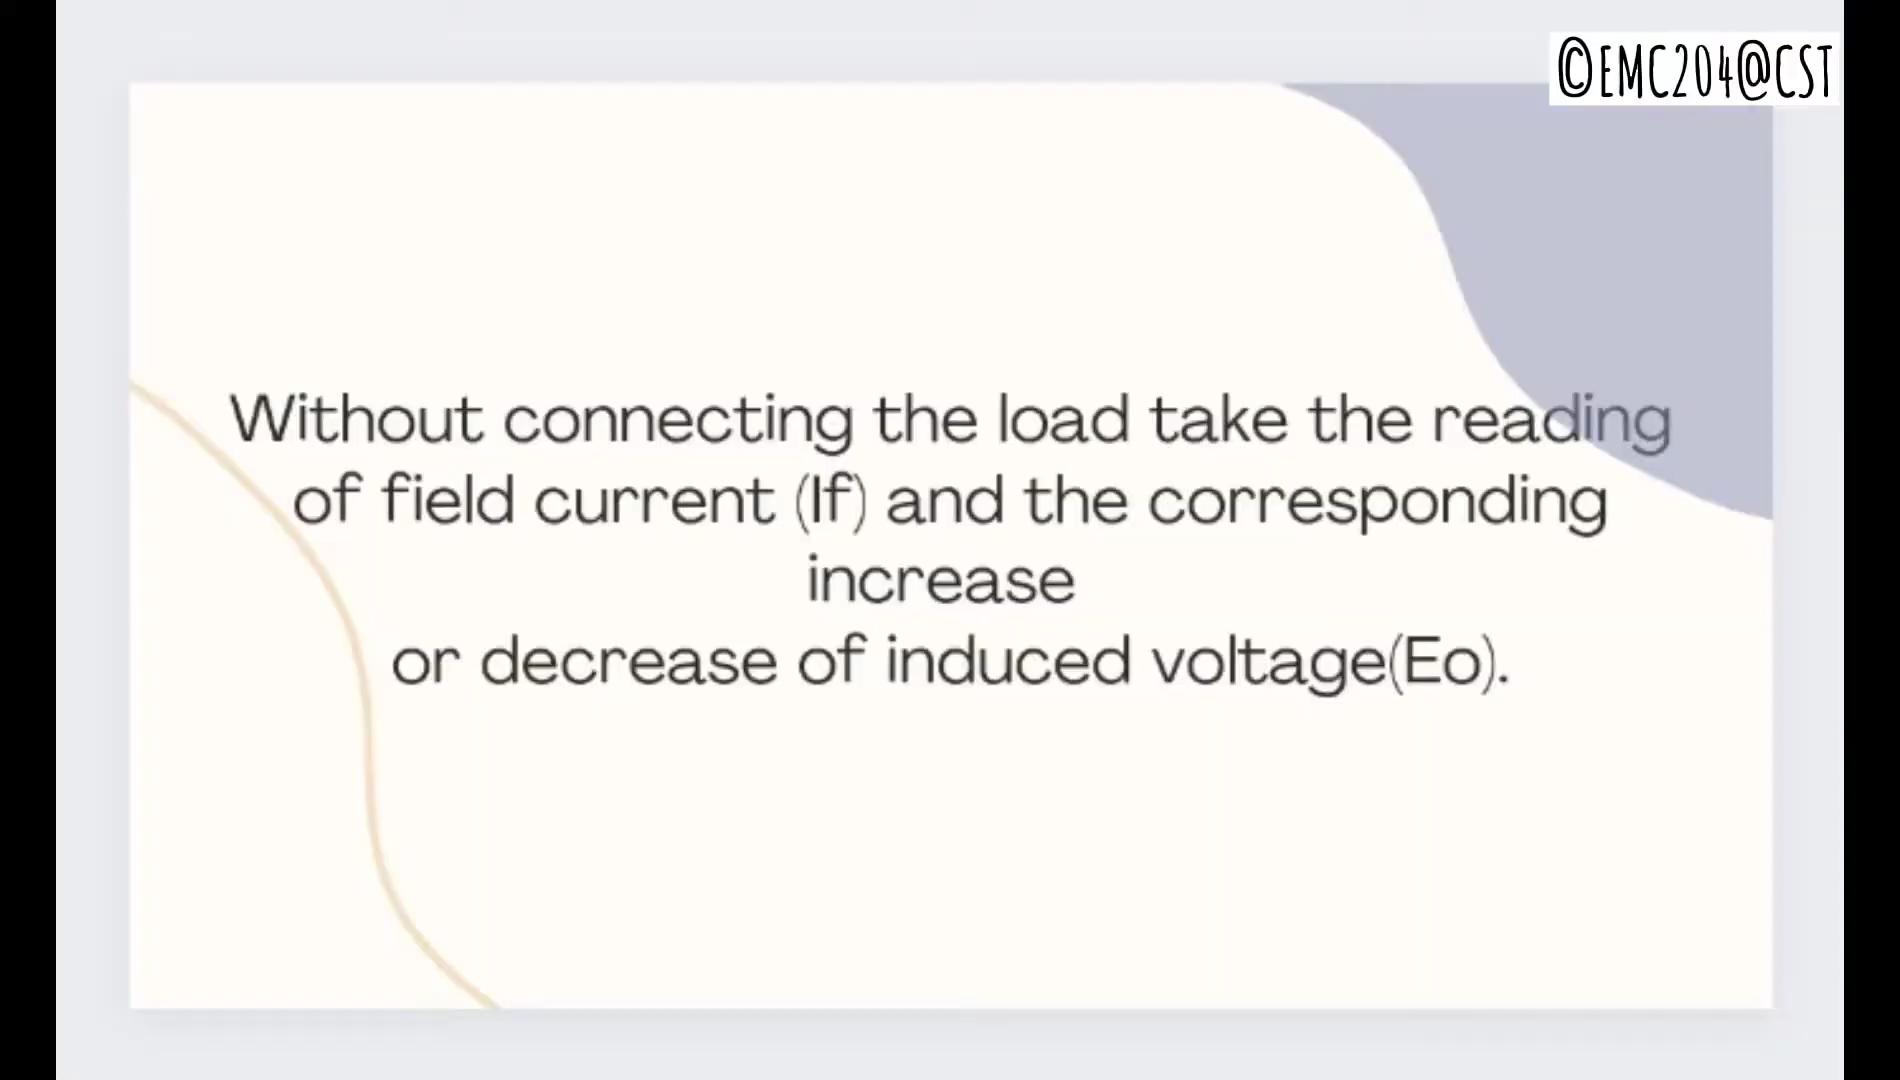 ©EMC204@CST
Without connecting the load take the reading
of field current (If) and the corresponding
increase
or decrease of induced voltage(Eo).